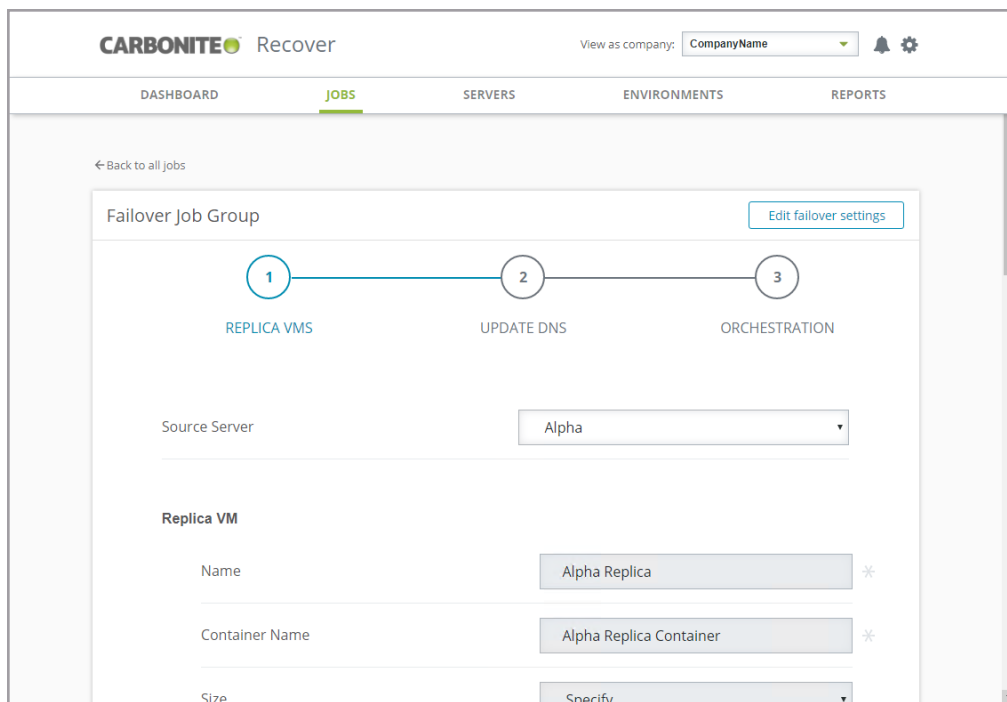 CARBONITE Recover View as company: CompanyName
DASHBOARD JOBS SERVERS ENVIRONMENTS REPORTS
←Back to all jobs
Failover Job Group Edit failover settings
1 2 3
REPLICA VMS UPDATE DNS ORCHESTRATION
Source Server Alpha
Replica VM
Name Alpha Replica *
Container Name Alpha Replica Container *
Size Specify